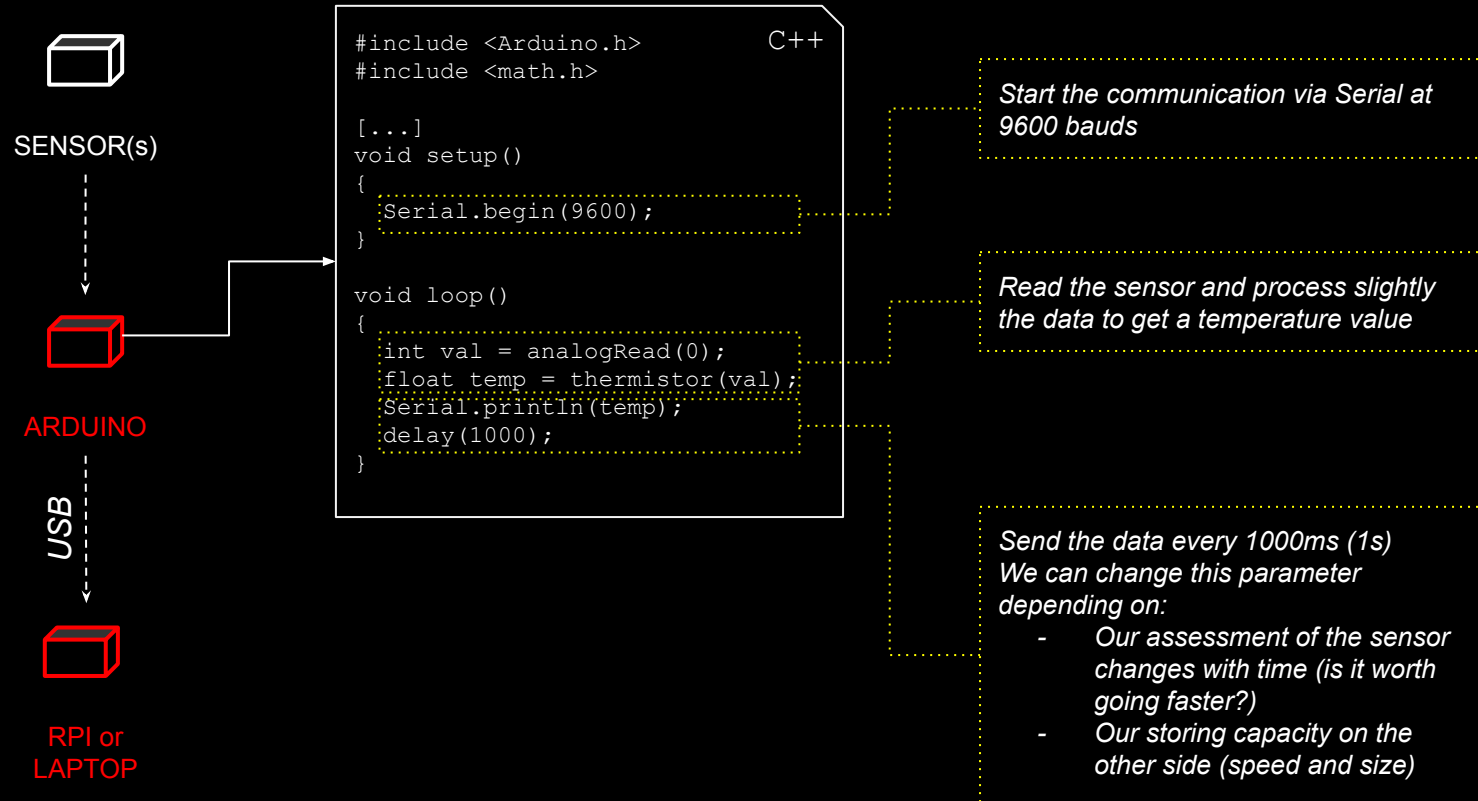 SENSOR(s)
ARDUINO
USB
RPI or
LAPTOP
C++
#include <Arduino.h>
#include <math.h>
[...]
void setup()
{
Serial.begin(9600);
}
void loop()
{
int val = analogRead(0);
float temp = thermistor(val);
Serial.println(temp);
delay(1000);
}
Start the communication via Serial at
9600 bauds
Read the sensor and process slightly
the data to get a temperature value
Send the data every 1000ms (1s)
We can change this parameter
depending on:
- Our assessment of the sensor
changes with time (is it worth
going faster?)
- Our storing capacity on the
other side (speed and size)